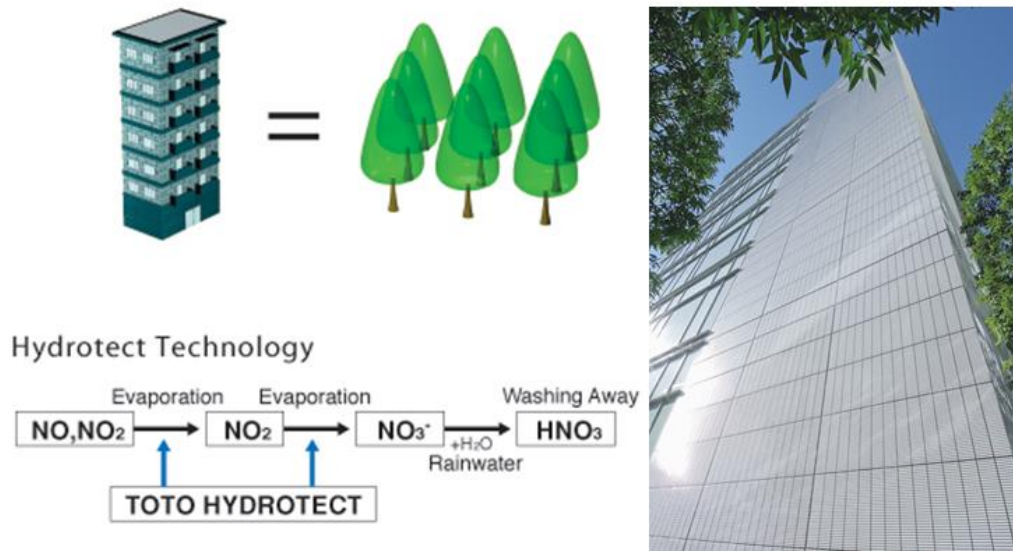 =
Hydrotect Technology
Evaporation Evaporation Washing Away
NO,NO₂ NO₂ NO₃⁻ HNO₃
+H₂O
Rainwater
TOTO HYDROTECT